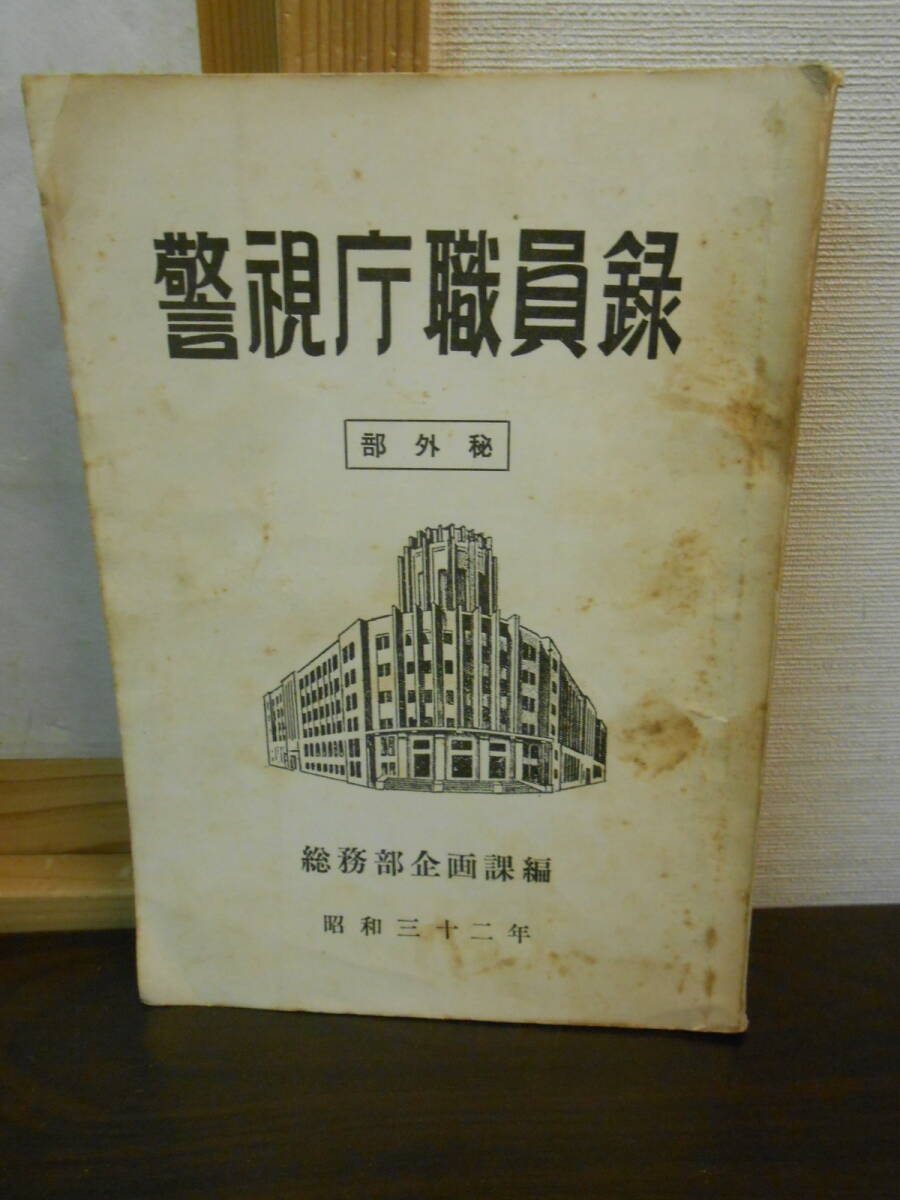 警視庁職員録
部外秘
総務部企画課編
昭和三十二年